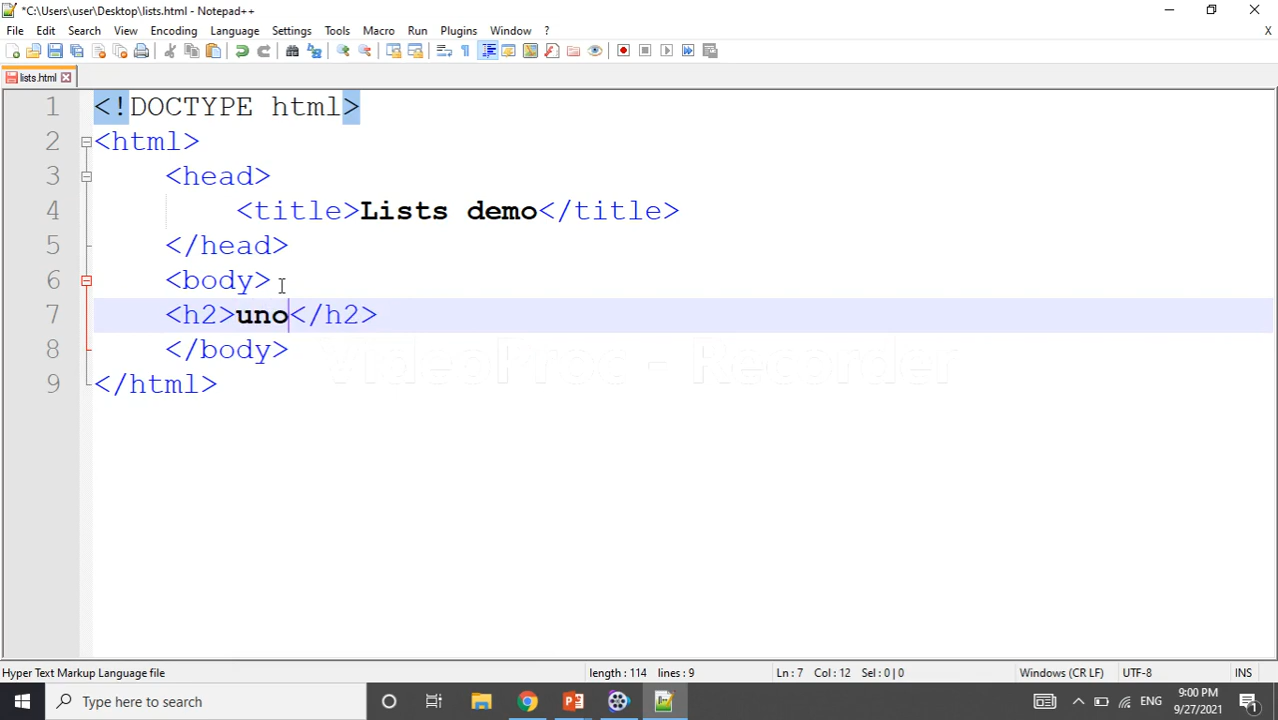 *C:\Users\user\Desktop\lists.html - Notepad++
File Edit Search View Encoding Language Settings Tools Macro Run Plugins Window ? X
lists.html
1 <!DOCTYPE html>
2 <html>
3 <head>
4 <title>Lists demo</title>
5 </head>
6 <body>
7 <h2>uno</h2>
8 </body>
9 </html>
VideoProc - Recorder
Hyper Text Markup Language file length : 114 lines : 9 Ln : 7 Col : 12 Sel : 0 | 0 Windows (CR LF) UTF-8 INS
Type here to search ENG 9:00 PM
9/27/2021